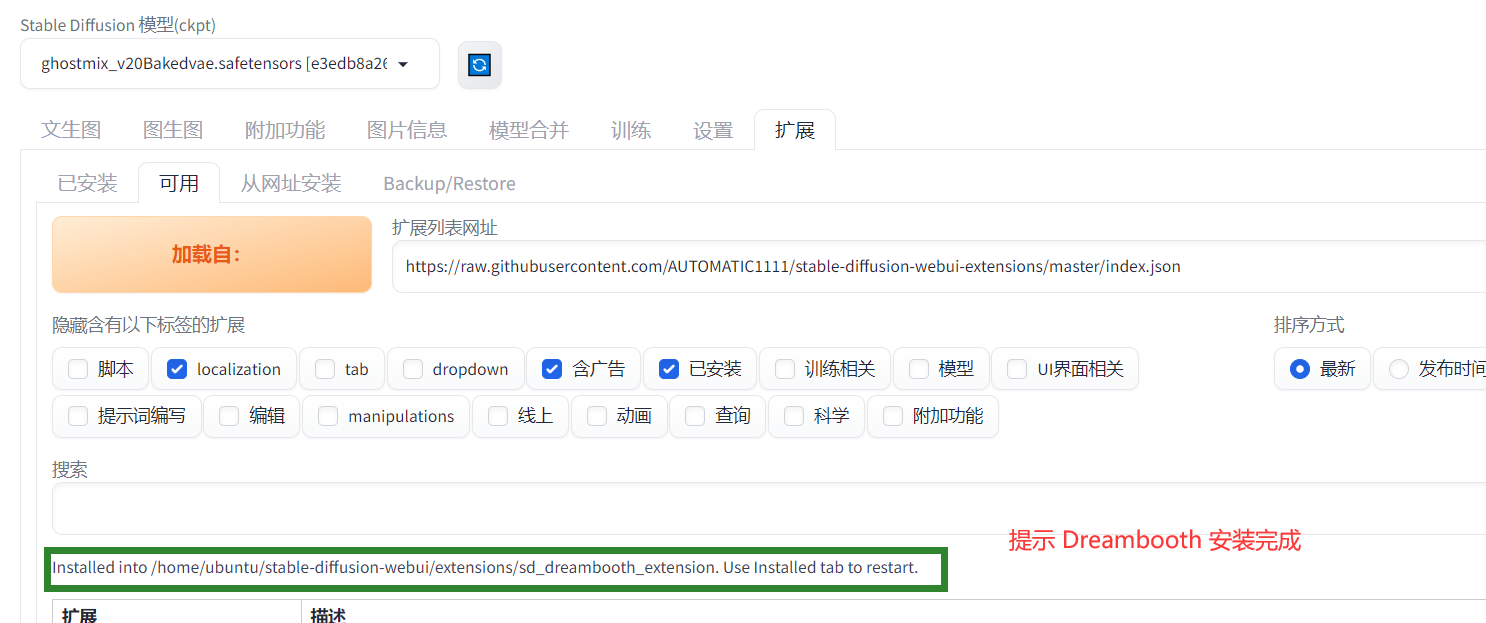 Stable Diffusion 模型(ckpt)
ghostmix_v20Bakedvae.safetensors [e3edb8a26
文生图 图生图 附加功能 图片信息 模型合并 训练 设置 扩展
已安装 可用 从网址安装 Backup/Restore
加载自：
扩展列表网址
https://raw.githubusercontent.com/AUTOMATIC1111/stable-diffusion-webui-extensions/master/index.json
隐藏含有以下标签的扩展 排序方式
脚本 localization tab dropdown 含广告 已安装 训练相关 模型 UI界面相关 最新 发布时间
提示词编写 编辑 manipulations 线上 动画 查询 科学 附加功能
搜索
提示 Dreambooth 安装完成
Installed into /home/ubuntu/stable-diffusion-webui/extensions/sd_dreambooth_extension. Use Installed tab to restart.
扩展 描述